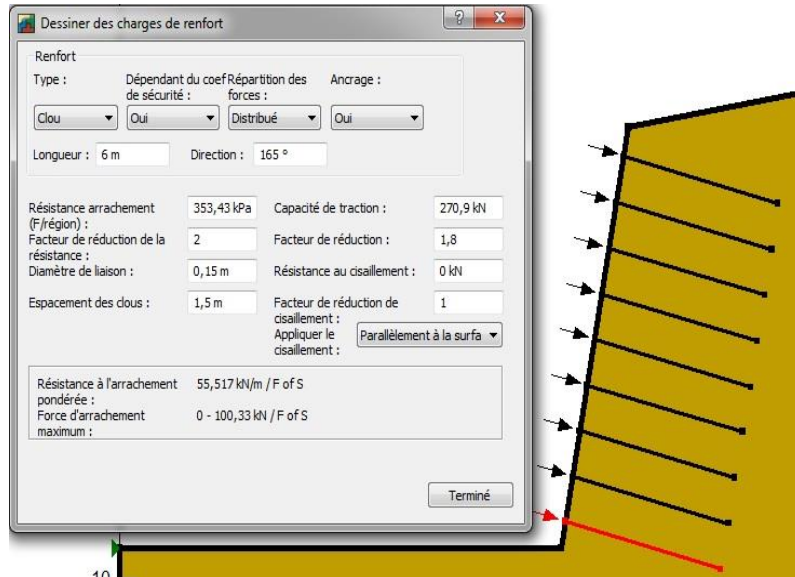 Dessiner des charges de renfort
Renfort
Type :
Dépendant du coef de sécurité :
Répartition des forces :
Ancrage :
Clou
Oui
Distribué
Oui
Longueur : 6 m
Direction : 165 °
Résistance arrachement (F/région) : 353,43 kPa
Capacité de traction : 270,9 kN
Facteur de réduction de la résistance : 2
Facteur de réduction : 1,8
Diamètre de liaison : 0,15 m
Résistance au cisaillement : 0 kN
Espacement des clous : 1,5 m
Facteur de réduction de cisaillement : 1
Appliquer le cisaillement : Parallèlement à la surfa
Résistance à l'arrachement pondérée : 55,517 kN/m / F of S
Force d'arrachement maximum : 0 - 100,33 kN / F of S
Terminé
10